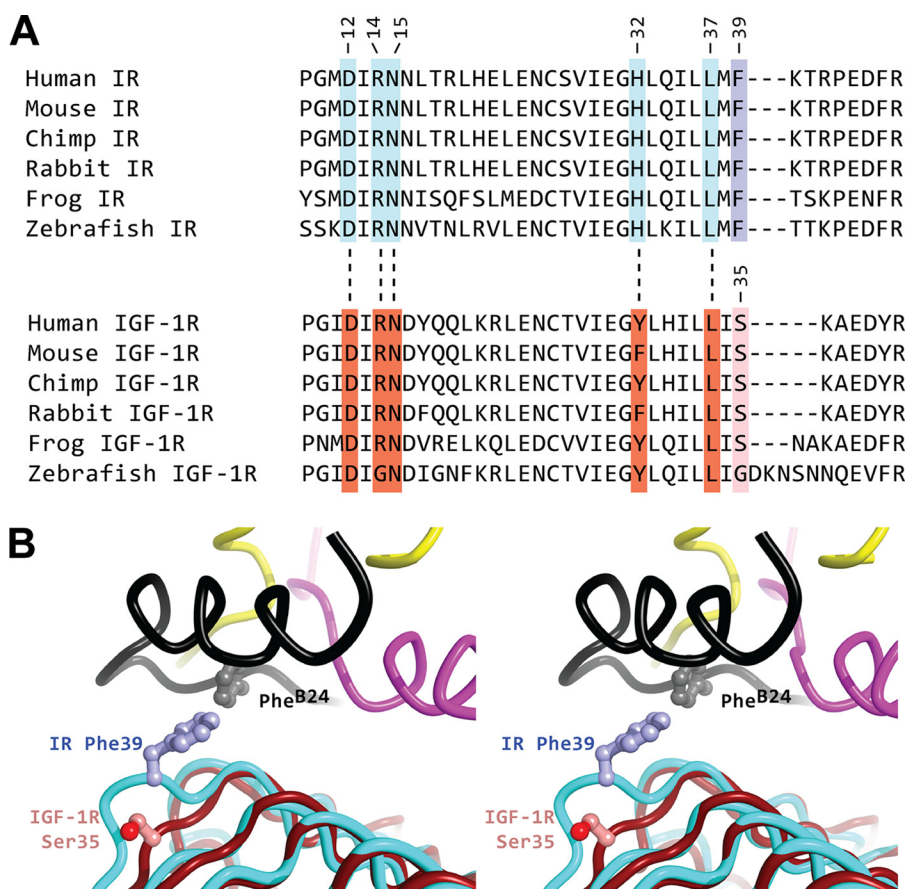 A
12 14 15 32 37 39
Human IR PGMDIRNNLTRLHELENCSVIEGHLQILLMF---KTRPEDFR
Mouse IR PGMDIRNNLTRLHELENCSVIEGHLQILLMF---KTRPEDFR
Chimp IR PGMDIRNNLTRLHELENCSVIEGHLQILLMF---KTRPEDFR
Rabbit IR PGMDIRNNLTRLHELENCSVIEGHLQILLMF---KTRPEDFR
Frog IR YSMDIRNNISQFSLMEDCTVIEGHLQILLMF---TSKPENFR
Zebrafish IR SSKDIRNNVTNLRVLENCTVIEGHLKILLMF---TTKPEDFR
35
Human IGF-1R PGIDIRNDYQQLKRLENCTVIEGYLHILLIS-----KAEDYR
Mouse IGF-1R PGIDIRNDYQQLKRLENCTVIEGFLHILLIS-----KAEDYR
Chimp IGF-1R PGIDIRNDYQQLKRLENCTVIEGYLHILLIS-----KAEDYR
Rabbit IGF-1R PGIDIRNDFQQLKRLENCTVIEGFLHILLIS-----KAEDYR
Frog IGF-1R PNMDIRNDVRELKQLEDCVVIEGYLQILLIS---NAKAEDFR
Zebrafish IGF-1R PGIDIGNDIGNFKRLENCTVIEGYLQILLIGDKNSNNQEVFR
B
PheB24 PheB24
IR Phe39 IR Phe39
IGF-1R IGF-1R
Ser35 Ser35